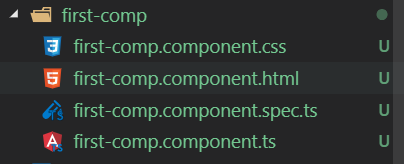 first-comp
first-comp.component.css U
first-comp.component.html U
first-comp.component.spec.ts U
first-comp.component.ts U